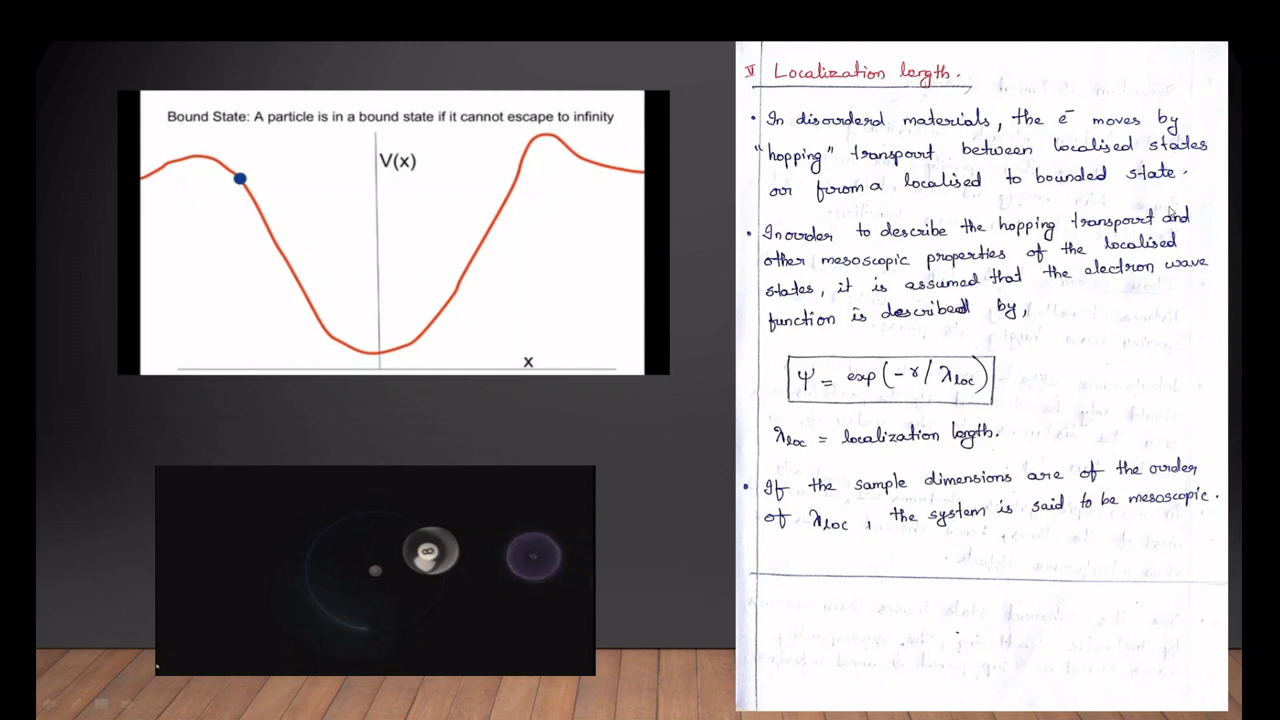 Bound State: A particle is in a bound state if it cannot escape to infinity
V(x)
x
8
V Localization length.
• In disourderd materials, the e⁻ moves by
"hopping" transport between localised states
or from a localised to bounded state.
• Inorder to describe the hopping transport and
other mesoscopic properties of the localised
states, it is assumed that the electron wave
function is described by,
ψ = exp(-r/λloc)
λloc = localization length.
• If the sample dimensions are of the order
of λloc, the system is said to be mesoscopic.